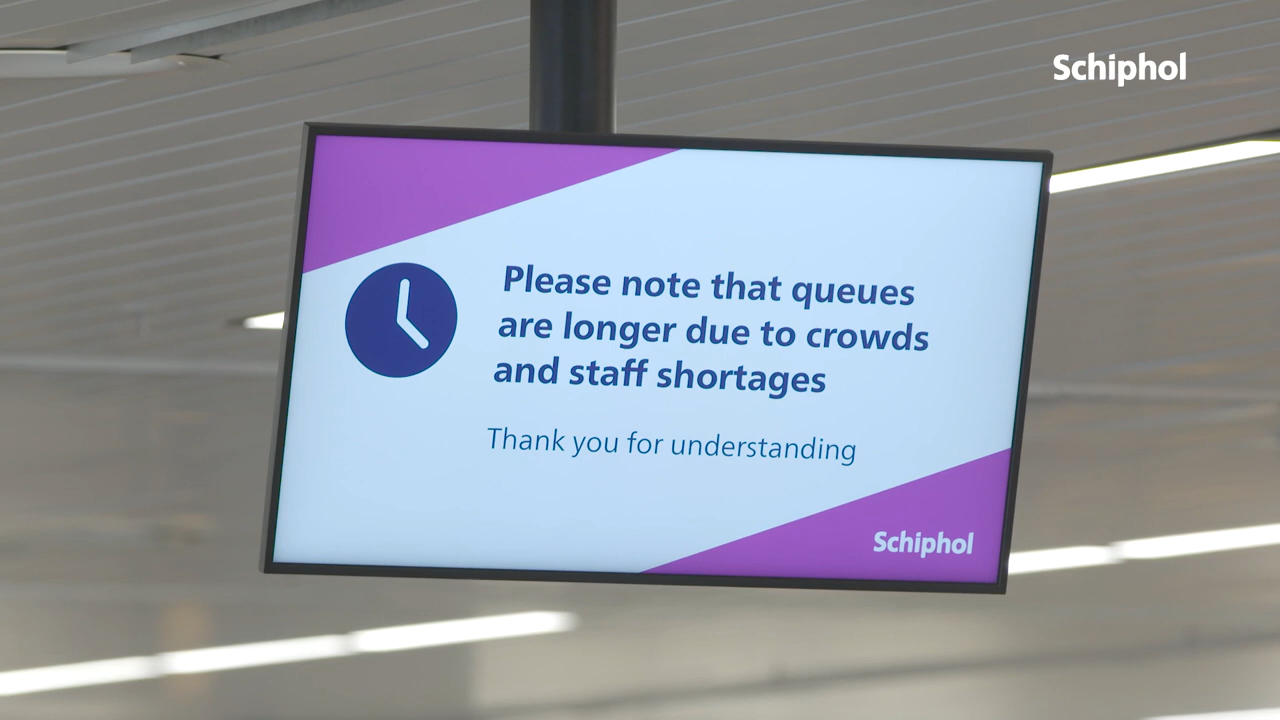 Schiphol
Please note that queues
are longer due to crowds
and staff shortages
Thank you for understanding
Schiphol